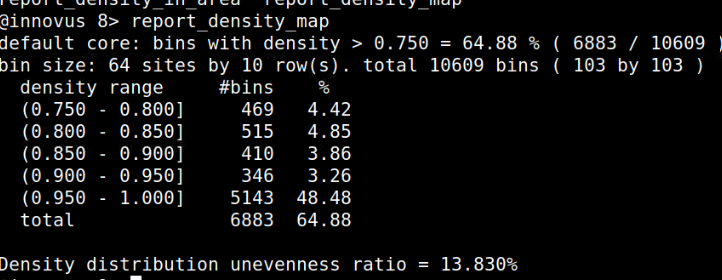 report_density_in_area  report_density_map
@innovus 8> report_density_map
default core: bins with density > 0.750 = 64.88 % ( 6883 / 10609 )
bin size: 64 sites by 10 row(s). total 10609 bins ( 103 by 103 )
density range #bins %
(0.750 - 0.800] 469 4.42
(0.800 - 0.850] 515 4.85
(0.850 - 0.900] 410 3.86
(0.900 - 0.950] 346 3.26
(0.950 - 1.000] 5143 48.48
total 6883 64.88
Density distribution unevenness ratio = 13.830%